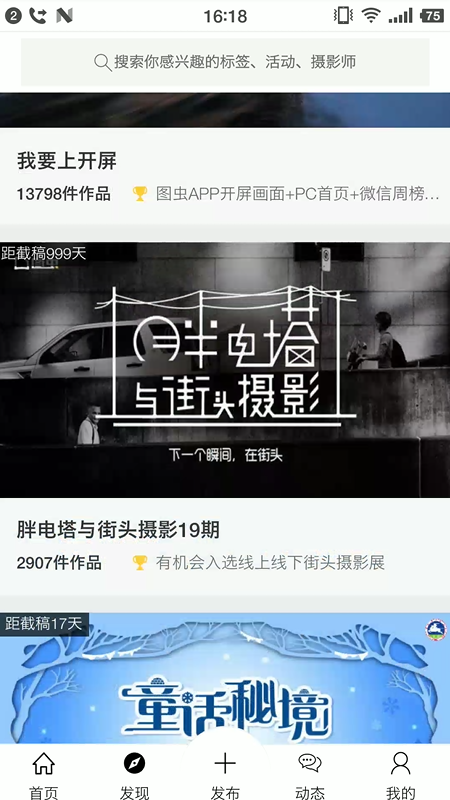 2
16:18
75
搜索你感兴趣的标签、活动、摄影师
我要上开屏
13798件作品
图虫APP开屏画面+PC首页+微信周榜...
距截稿999天
胖电塔
与街头摄影
下一个瞬间，在街头
胖电塔与街头摄影19期
2907件作品
有机会入选线上线下街头摄影展
距截稿17天
童话秘境
首页
发现
发布
动态
我的